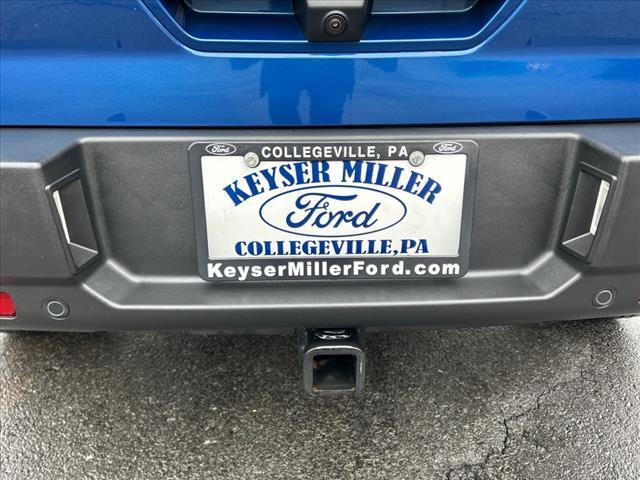 Ford COLLEGEVILLE, PA Ford
KEYSER MILLER
Ford
COLLEGEVILLE, PA
KeyserMillerFord.com